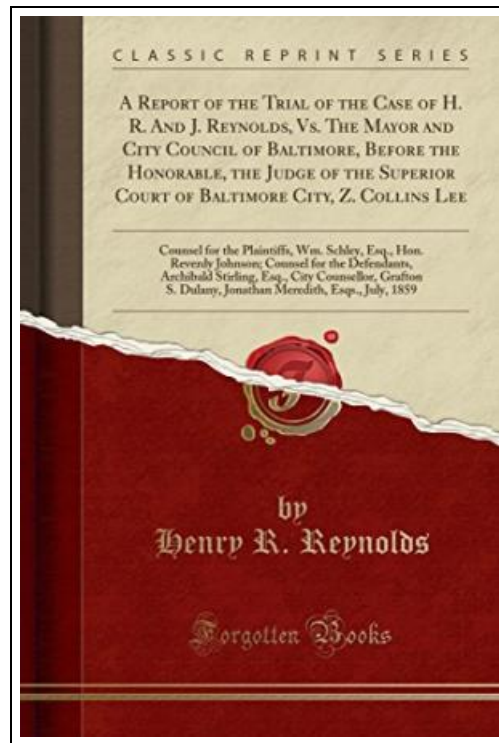 CLASSIC REPRINT SERIES
A REPORT OF THE TRIAL OF THE CASE OF H.
R. AND J. REYNOLDS, VS. THE MAYOR AND
CITY COUNCIL OF BALTIMORE, BEFORE THE
HONORABLE, THE JUDGE OF THE SUPERIOR
COURT OF BALTIMORE CITY, Z. COLLINS LEE
Counsel for the Plaintiffs, Wm. Schley, Esq., Hon.
Reverdy Johnson; Counsel for the Defendants,
Archibald Stirling, Esq., City Counsellor, Grafton
S. Dulany, Jonathan Meredith, Esqs., July, 1859
by
Henry R. Reynolds
Forgotten Books